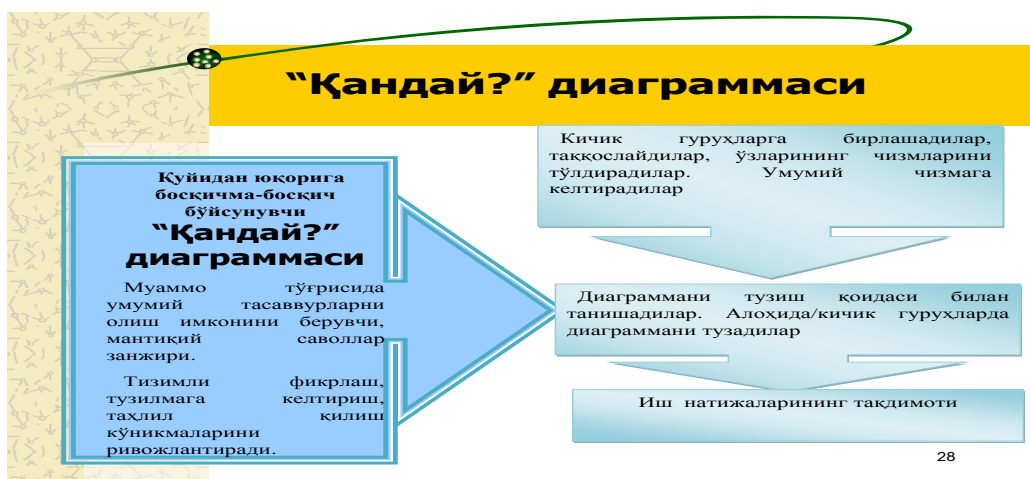 “Қандай?” диаграммаси
Қуйидан юқорига
босқичма-босқич
бўйсунувчи
“Қандай?”
диаграммаси
Муаммо тўғрисида
умумий тасаввурларни
олиш имконини берувчи,
мантиқий саволлар
занжири.
Тизимли фикрлаш,
тузилмага келтириш,
таҳлил қилиш
кўникмаларини
ривожлантиради.
Кичик гуруҳларга бирлашадилар,
таққослайдилар, ўзларининг чизмларини
тўлдирадилар. Умумий чизмага
келтирадилар
Диаграммани тузиш қоидаси билан
танишадилар. Алоҳида/кичик гуруҳларда
диаграммани тузадилар
Иш натижаларининг тақдимоти
28